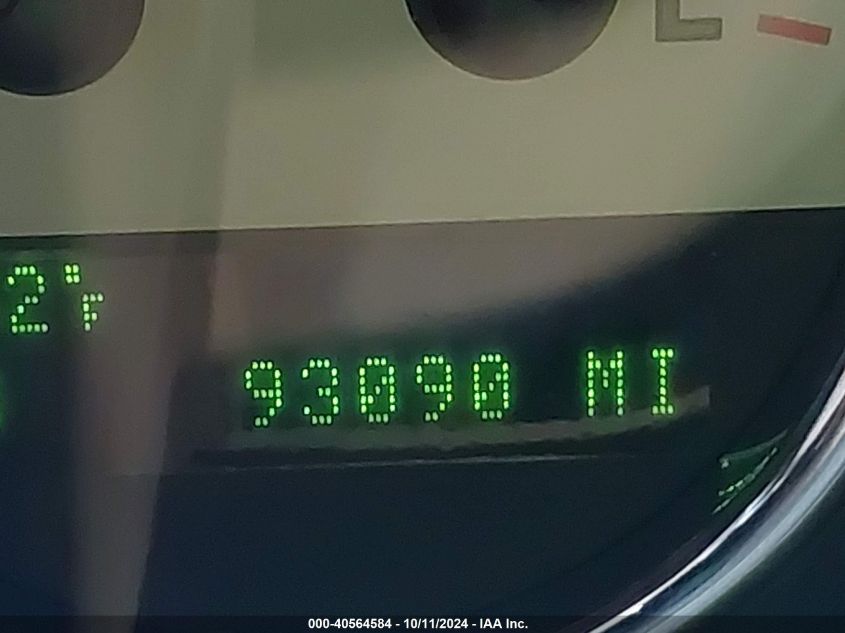 E
2°F
93090 MI
000-40564584 - 10/11/2024 - IAA Inc.